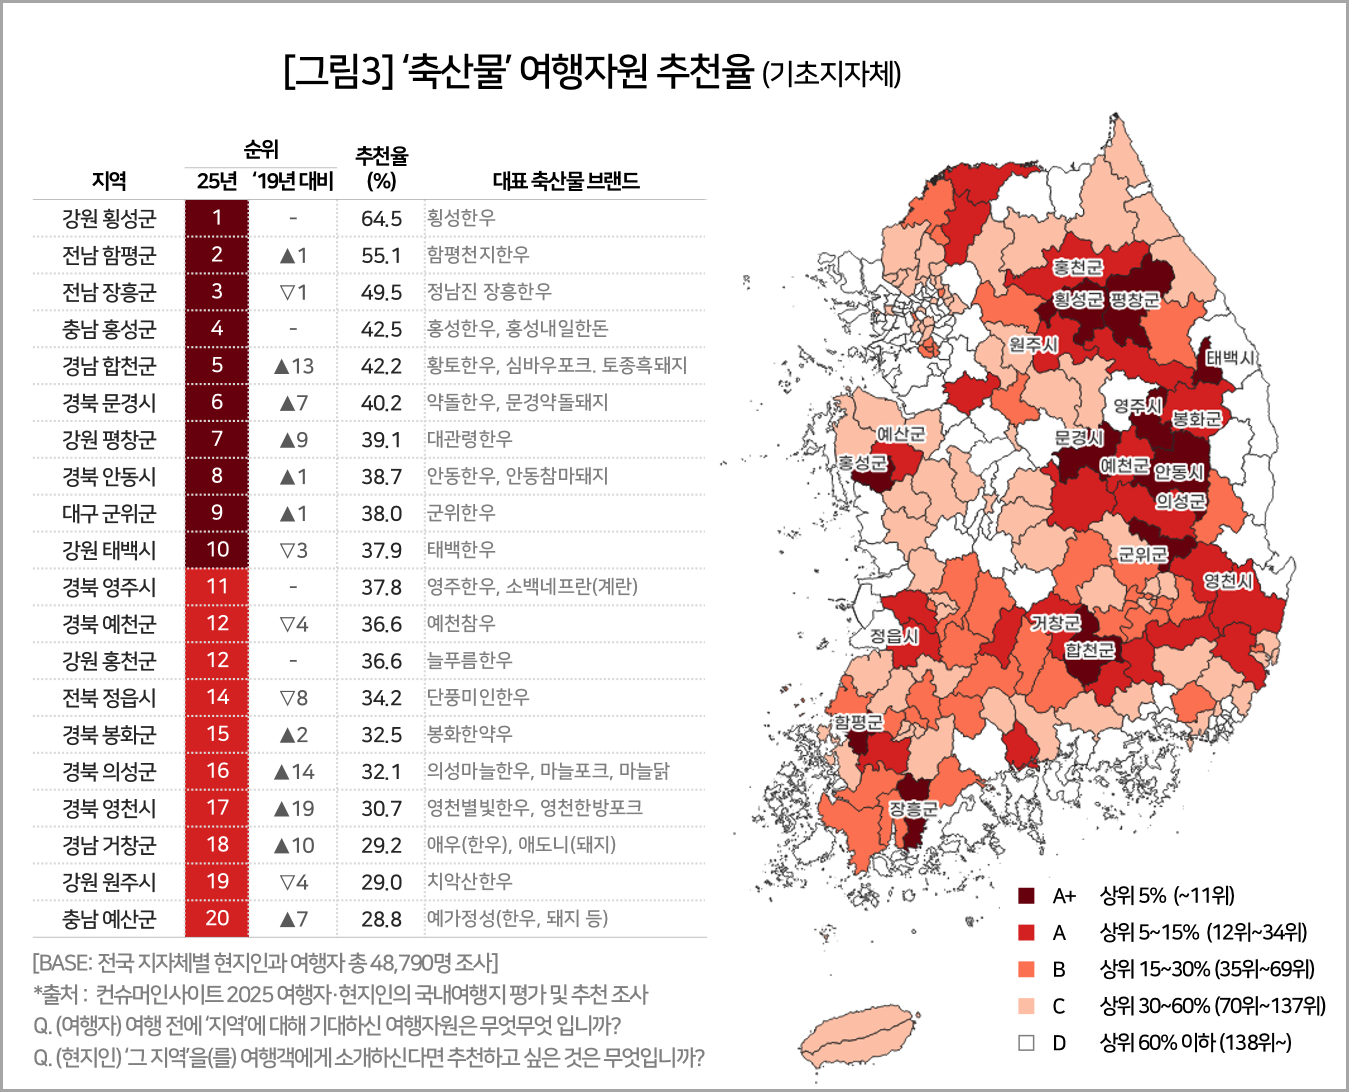 [그림3] ‘축산물’ 여행자원 추천율 (기초지자체)
지역 순위 추천율 (%) 대표 축산물 브랜드
25년 ‘19년 대비
강원 횡성군 1 - 64.5 횡성한우
전남 함평군 2 ▲1 55.1 함평천지한우
전남 장흥군 3 ▽1 49.5 정남진 장흥한우
충남 홍성군 4 - 42.5 홍성한우, 홍성내일한돈
경남 합천군 5 ▲13 42.2 황토한우, 심바우포크. 토종흑돼지
경북 문경시 6 ▲7 40.2 약돌한우, 문경약돌돼지
강원 평창군 7 ▲9 39.1 대관령한우
경북 안동시 8 ▲1 38.7 안동한우, 안동참마돼지
대구 군위군 9 ▲1 38.0 군위한우
강원 태백시 10 ▽3 37.9 태백한우
경북 영주시 11 - 37.8 영주한우, 소백네프란(계란)
경북 예천군 12 ▽4 36.6 예천참우
강원 홍천군 12 - 36.6 늘푸름한우
전북 정읍시 14 ▽8 34.2 단풍미인한우
경북 봉화군 15 ▲2 32.5 봉화한약우
경북 의성군 16 ▲14 32.1 의성마늘한우, 마늘포크, 마늘닭
경북 영천시 17 ▲19 30.7 영천별빛한우, 영천한방포크
경남 거창군 18 ▲10 29.2 애우(한우), 애도니(돼지)
강원 원주시 19 ▽4 29.0 치악산한우
충남 예산군 20 ▲7 28.8 예가정성(한우, 돼지 등)
[BASE: 전국 지자체별 현지인과 여행자 총 48,790명 조사]
*출처 : 컨슈머인사이트 2025 여행자·현지인의 국내여행지 평가 및 추천 조사
Q. (여행자) 여행 전에 ‘지역’에 대해 기대하신 여행자원은 무엇무엇 입니까?
Q. (현지인) ‘그 지역’을(를) 여행객에게 소개하신다면 추천하고 싶은 것은 무엇입니까?
홍천군
횡성군 평창군
원주시
태백시
영주시
봉화군
예산군
문경시
홍성군
예천군
안동시
의성군
군위군
영천시
거창군
정읍시
합천군
함평군
장흥군
A+ 상위 5% (~11위)
A 상위 5~15% (12위~34위)
B 상위 15~30% (35위~69위)
C 상위 30~60% (70위~137위)
D 상위 60% 이하 (138위~)